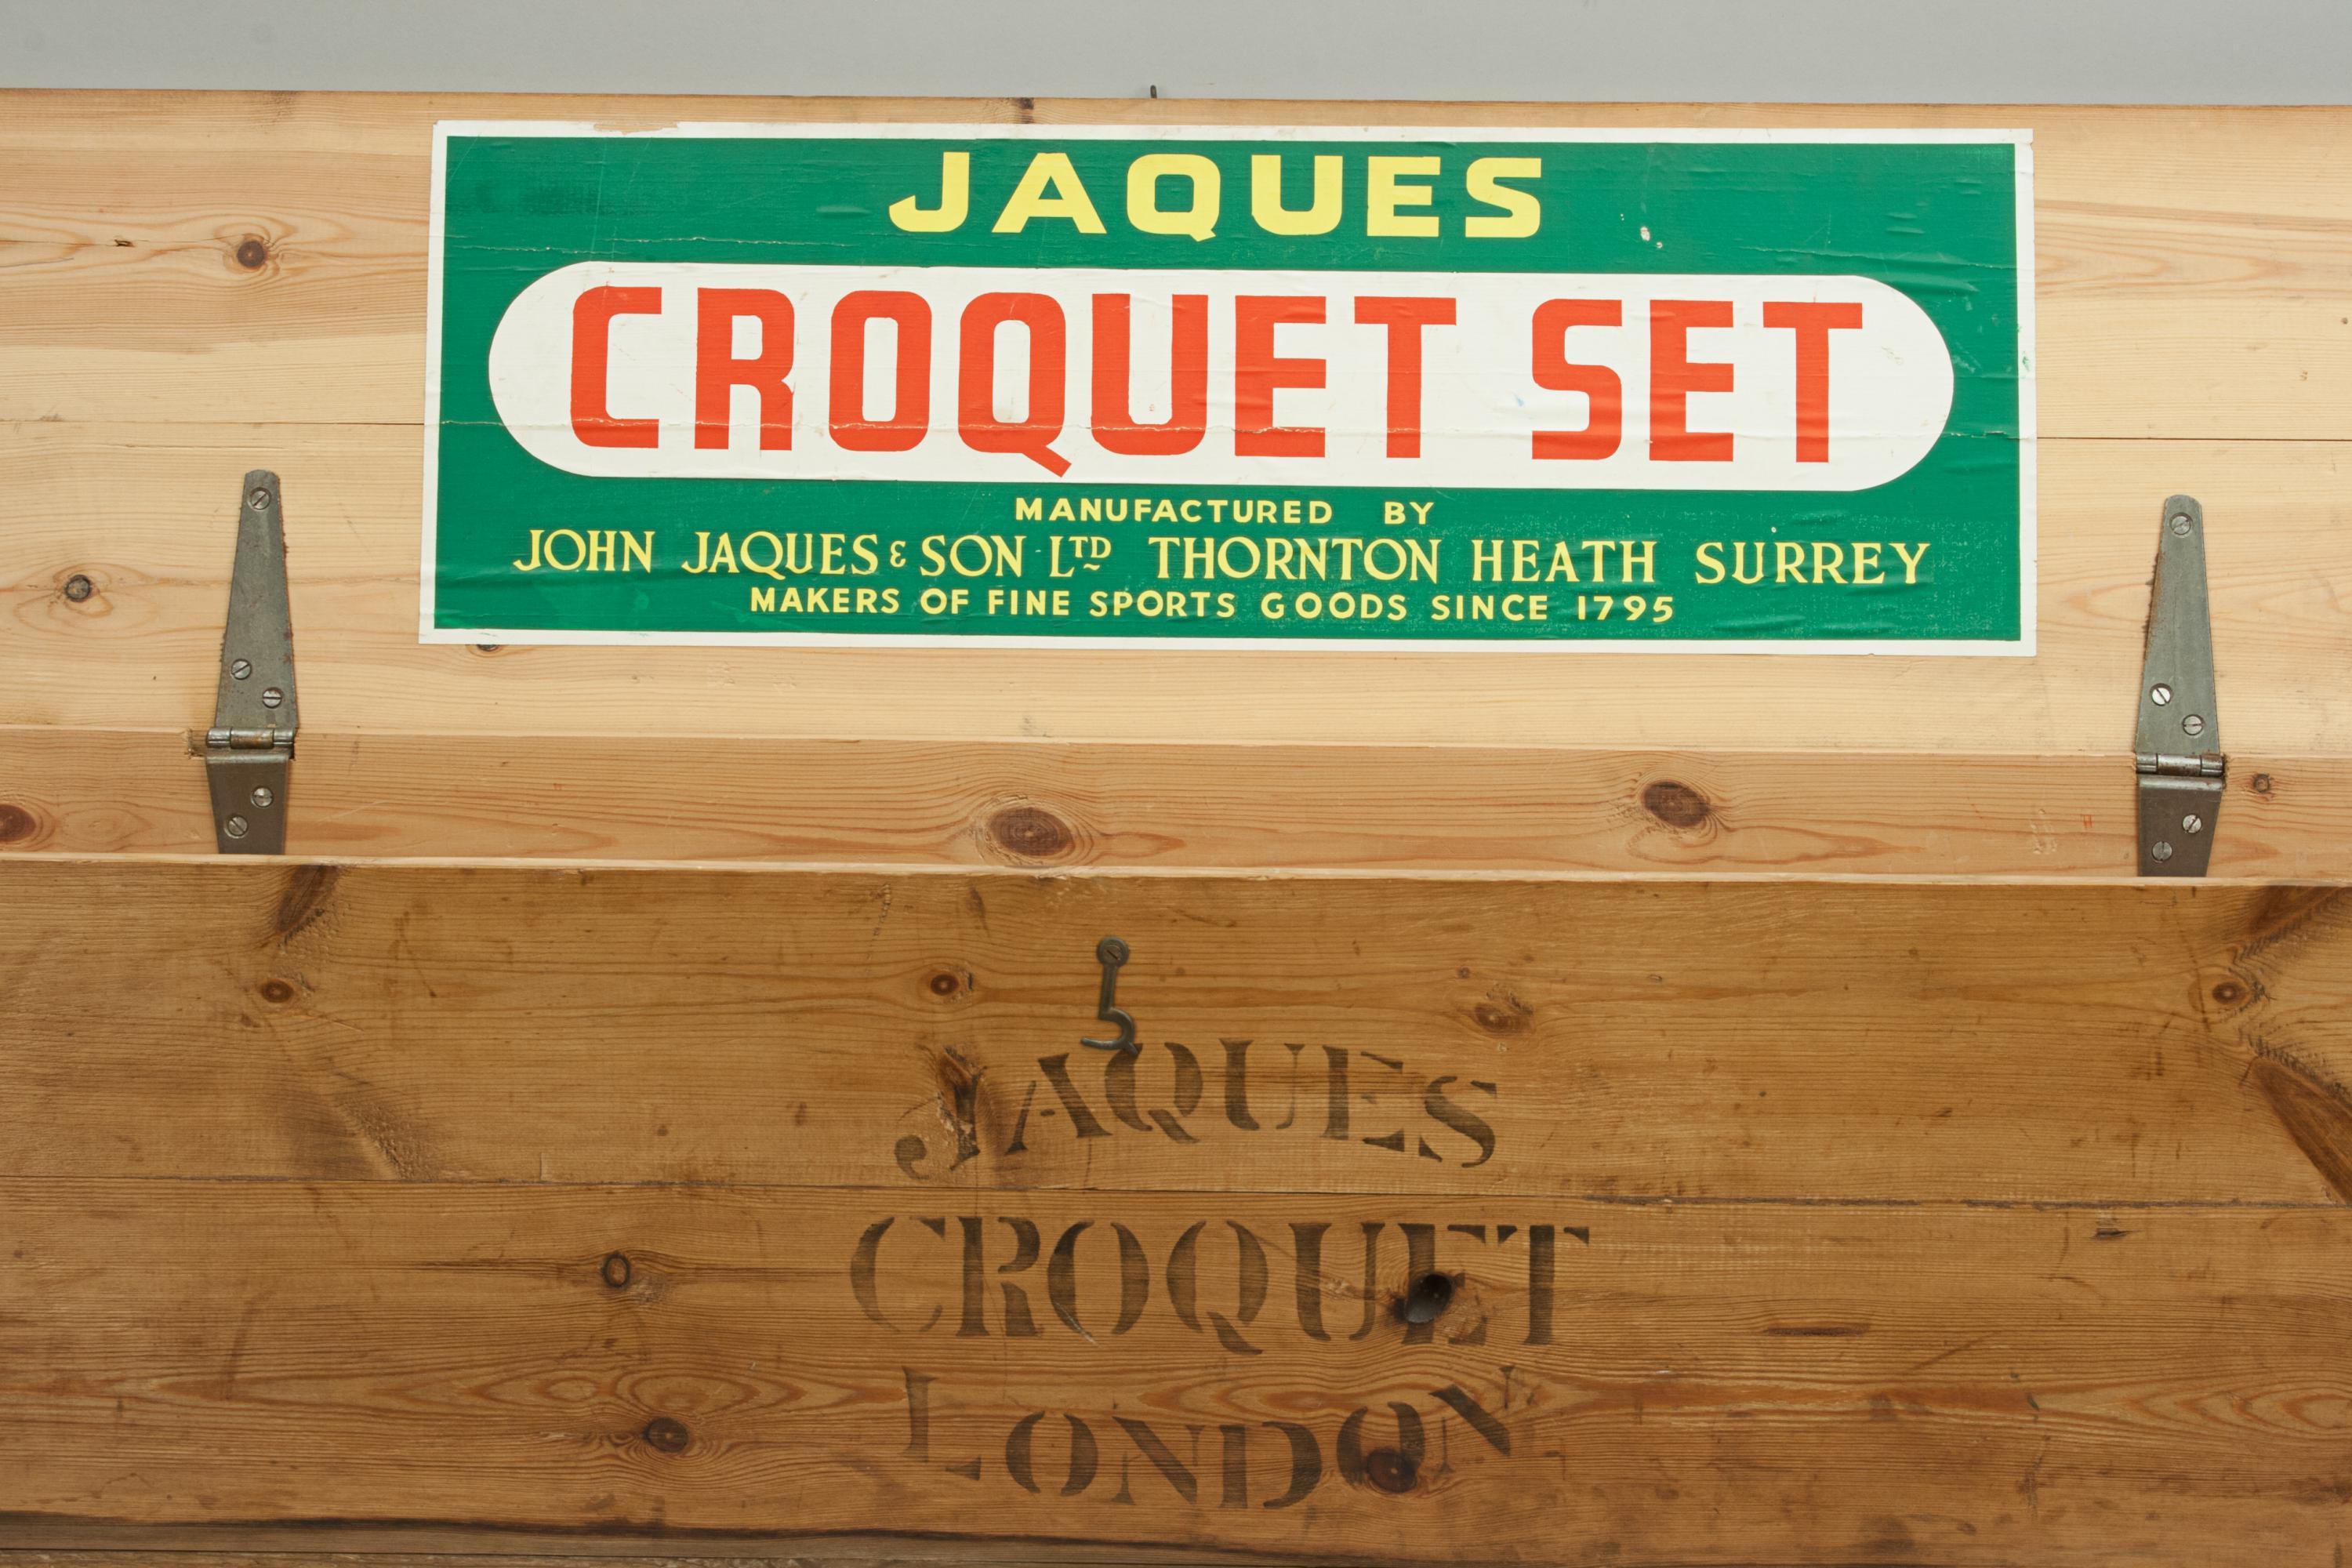 JAQUES
CROQUET SET
MANUFACTURED BY
JOHN JAQUES & SON LTD THORNTON HEATH SURREY
MAKERS OF FINE SPORTS GOODS SINCE 1795
JAQUES
CROQUET
LONDON